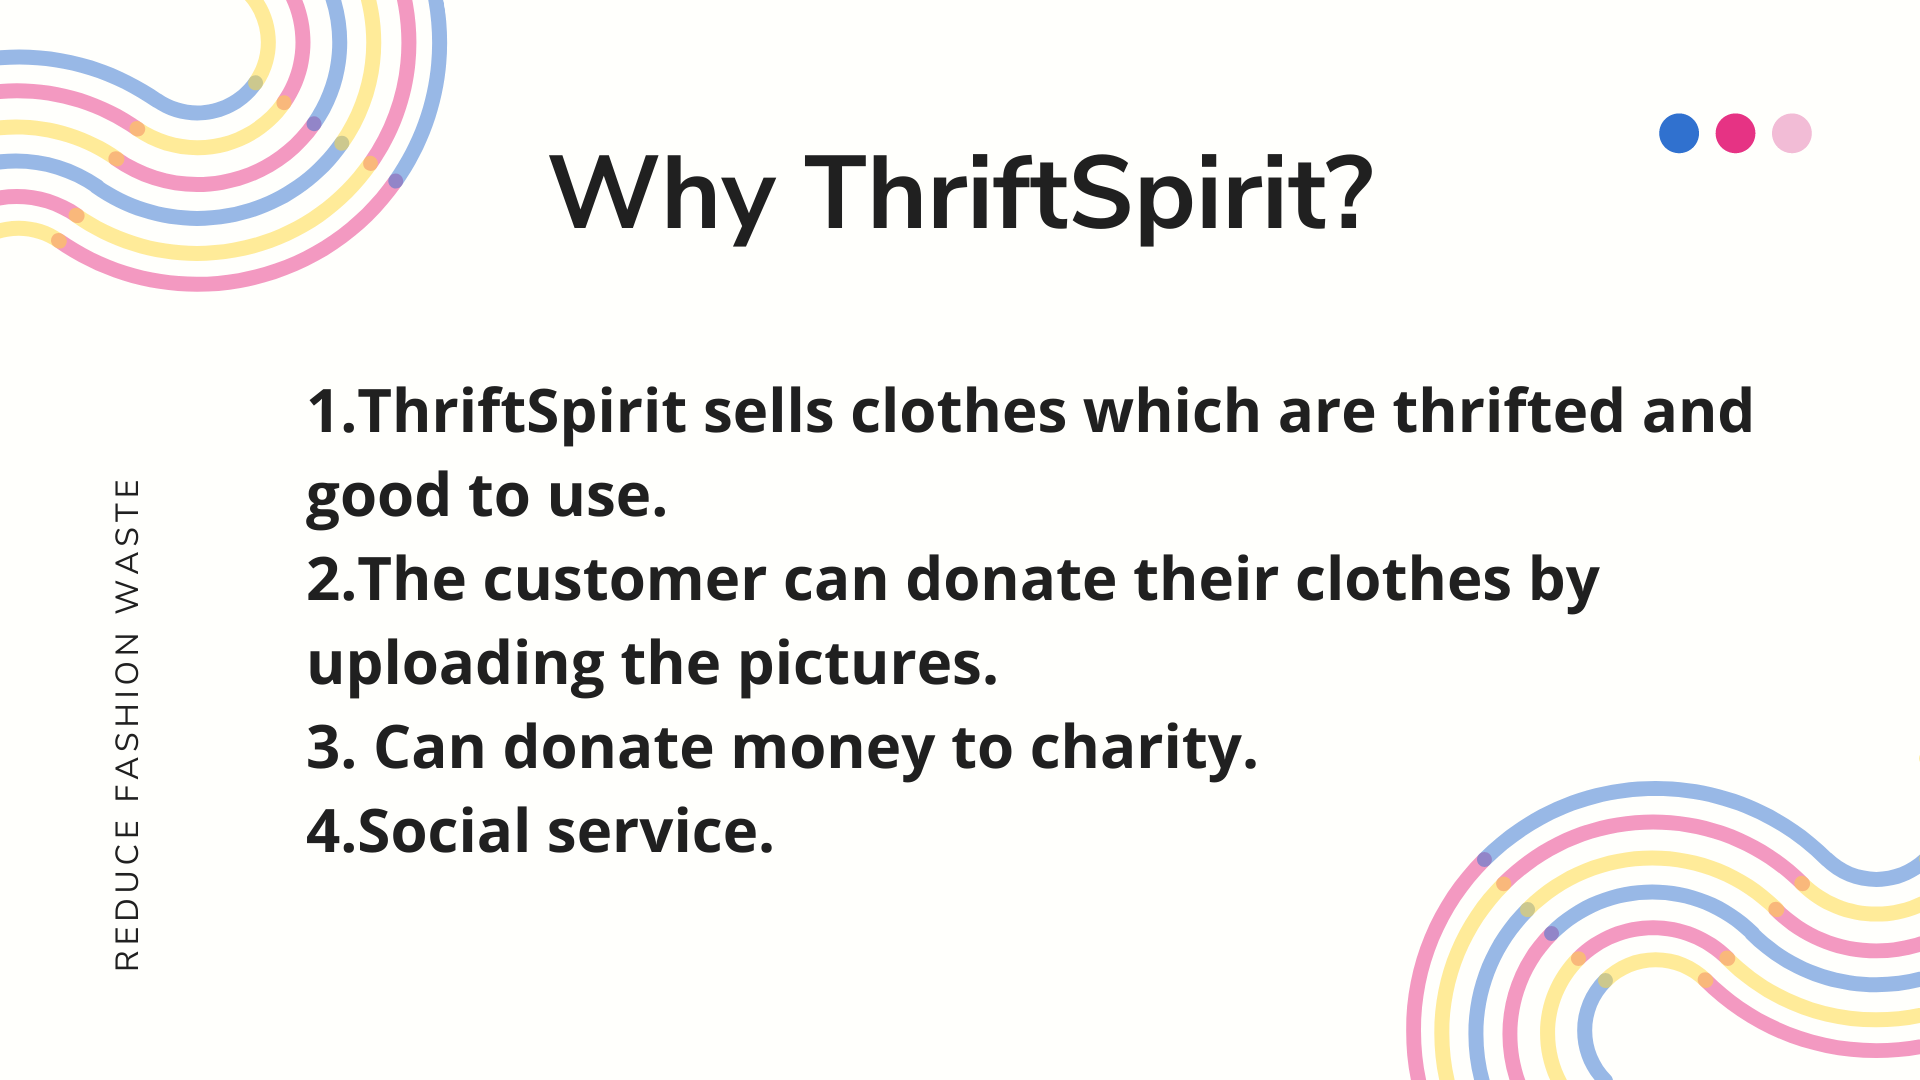 Why ThriftSpirit?
1.ThriftSpirit sells clothes which are thrifted and
good to use.
2.The customer can donate their clothes by
uploading the pictures.
3. Can donate money to charity.
4.Social service.
REDUCE FASHION WASTE